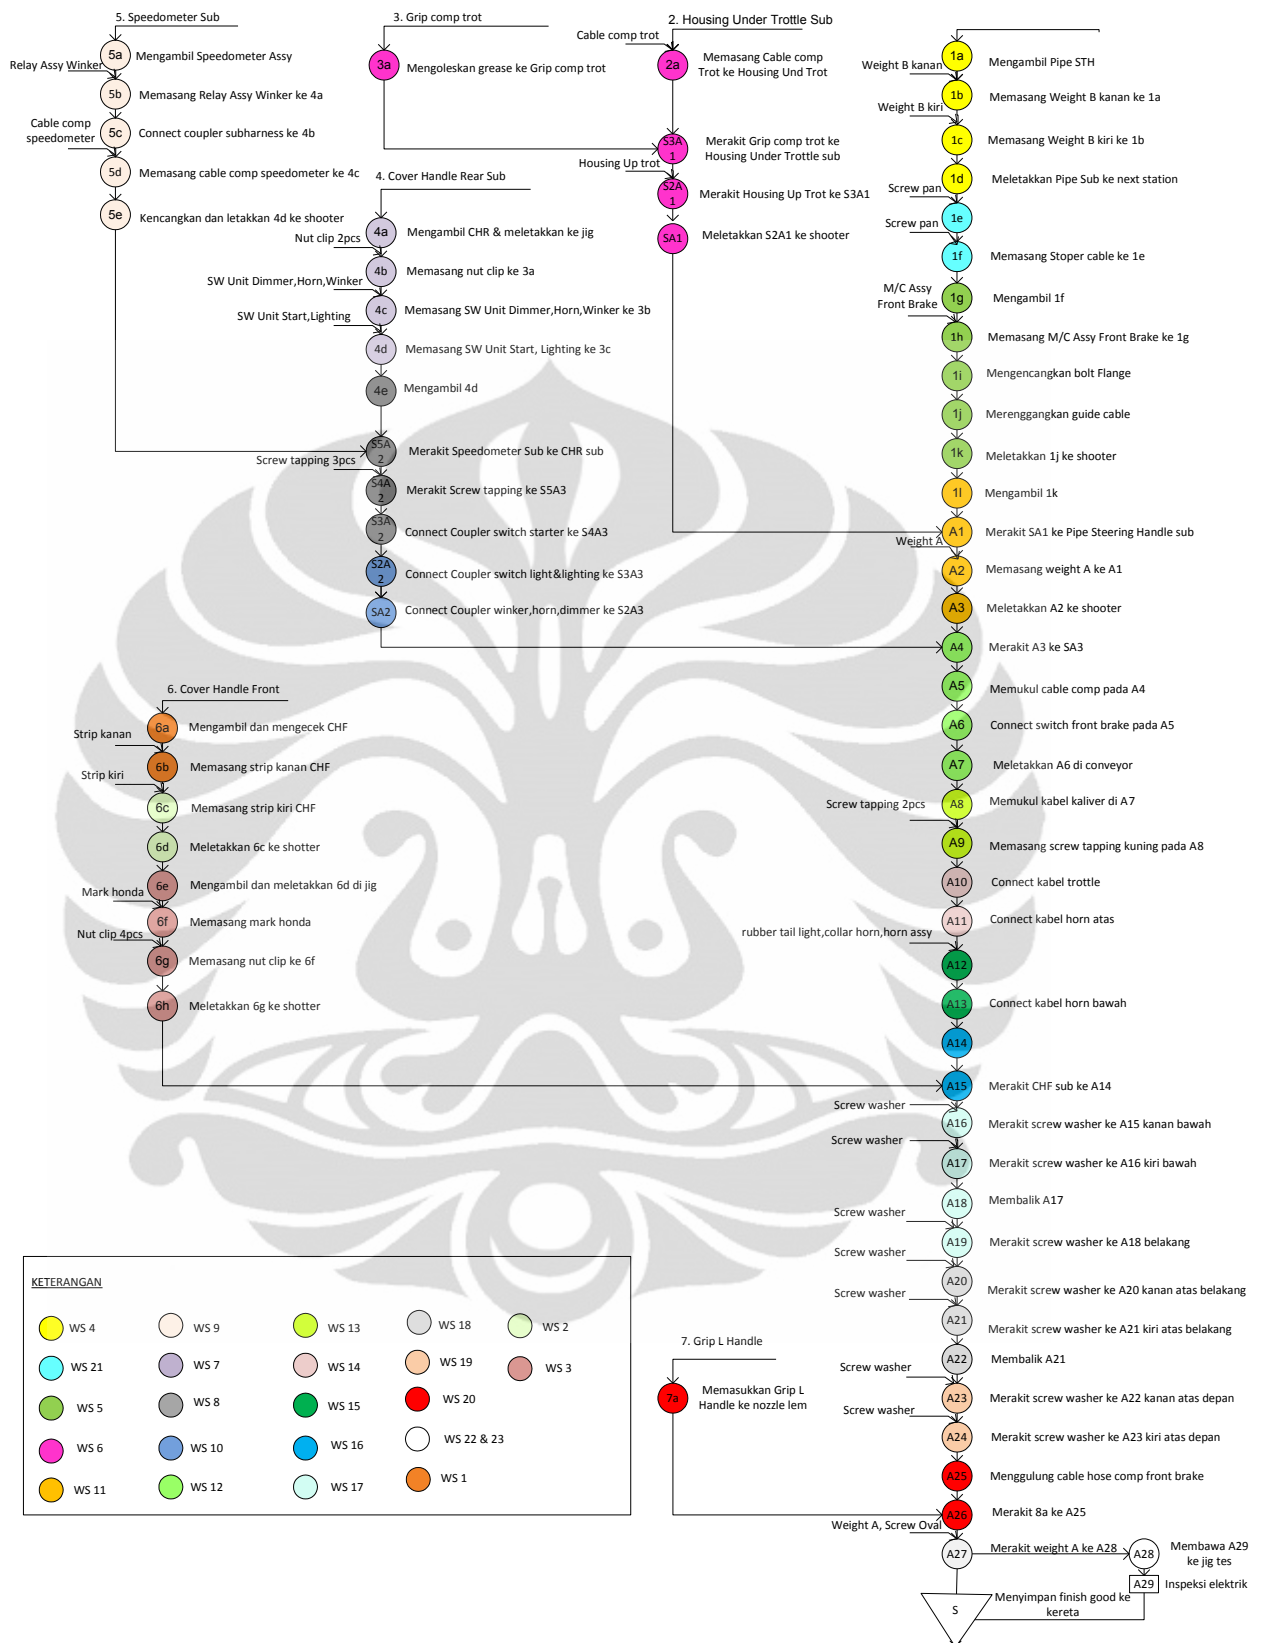 5. Speedometer Sub
5a
Mengambil Speedometer Assy
Relay Assy Winker
5b
Memasang Relay Assy Winker ke 4a
Cable comp
speedometer
5c
Connect coupler subharness ke 4b
5d
Memasang cable comp speedometer ke 4c
5e
Kencangkan dan letakkan 4d ke shooter
3. Grip comp trot
3a
Mengoleskan grease ke Grip comp trot
2. Housing Under Trottle Sub
Cable comp trot
2a
Memasang Cable comp
Trot ke Housing Und Trot
S3A
1
Merakit Grip comp trot ke
Housing Under Trottle sub
Housing Up trot
S2A
1
Merakit Housing Up Trot ke S3A1
SA1
Meletakkan S2A1 ke shooter
4. Cover Handle Rear Sub
4a
Mengambil CHR & meletakkan ke jig
Nut clip 2pcs
4b
Memasang nut clip ke 3a
SW Unit Dimmer,Horn,Winker
4c
Memasang SW Unit Dimmer,Horn,Winker ke 3b
SW Unit Start,Lighting
4d
Memasang SW Unit Start, Lighting ke 3c
4e
Mengambil 4d
S5A
2
Merakit Speedometer Sub ke CHR sub
Screw tapping 3pcs
S4A
2
Merakit Screw tapping ke S5A3
S3A
2
Connect Coupler switch starter ke S4A3
S2A
2
Connect Coupler switch light&lighting ke S3A3
SA2
Connect Coupler winker,horn,dimmer ke S2A3
1a
Mengambil Pipe STH
Weight B kanan
1b
Memasang Weight B kanan ke 1a
Weight B kiri
1c
Memasang Weight B kiri ke 1b
1d
Meletakkan Pipe Sub ke next station
Screw pan
1e
Screw pan
1f
Memasang Stoper cable ke 1e
M/C Assy
Front Brake
1g
Mengambil 1f
1h
Memasang M/C Assy Front Brake ke 1g
1i
Mengencangkan bolt Flange
1j
Merenggangkan guide cable
1k
Meletakkan 1j ke shooter
1l
Mengambil 1k
A1
Merakit SA1 ke Pipe Steering Handle sub
Weight A
A2
Memasang weight A ke A1
A3
Meletakkan A2 ke shooter
A4
Merakit A3 ke SA3
A5
Memukul cable comp pada A4
A6
Connect switch front brake pada A5
A7
Meletakkan A6 di conveyor
Screw tapping 2pcs
A8
Memukul kabel kaliver di A7
A9
Memasang screw tapping kuning pada A8
A10
Connect kabel trottle
A11
Connect kabel horn atas
rubber tail light,collar horn,horn assy
A12
A13
Connect kabel horn bawah
A14
A15
Merakit CHF sub ke A14
Screw washer
A16
Merakit screw washer ke A15 kanan bawah
Screw washer
A17
Merakit screw washer ke A16 kiri bawah
A18
Membalik A17
Screw washer
A19
Merakit screw washer ke A18 belakang
Screw washer
A20
Merakit screw washer ke A20 kanan atas belakang
Screw washer
A21
Merakit screw washer ke A21 kiri atas belakang
A22
Membalik A21
Screw washer
A23
Merakit screw washer ke A22 kanan atas depan
Screw washer
A24
Merakit screw washer ke A23 kiri atas depan
A25
Menggulung cable hose comp front brake
A26
Merakit 8a ke A25
Weight A, Screw Oval
A27
Merakit weight A ke A28
A28
Membawa A29
ke jig tes
A29
Inspeksi elektrik
S
Menyimpan finish good ke
kereta
6. Cover Handle Front
6a
Mengambil dan mengecek CHF
Strip kanan
6b
Memasang strip kanan CHF
Strip kiri
6c
Memasang strip kiri CHF
6d
Meletakkan 6c ke shotter
6e
Mengambil dan meletakkan 6d di jig
Mark honda
6f
Memasang mark honda
Nut clip 4pcs
6g
Memasang nut clip ke 6f
6h
Meletakkan 6g ke shotter
7. Grip L Handle
7a
Memasukkan Grip L
Handle ke nozzle lem
KETERANGAN
WS 4
WS 9
WS 13
WS 18
WS 2
WS 21
WS 7
WS 14
WS 19
WS 3
WS 5
WS 8
WS 15
WS 20
WS 6
WS 10
WS 16
WS 22 & 23
WS 11
WS 12
WS 17
WS 1